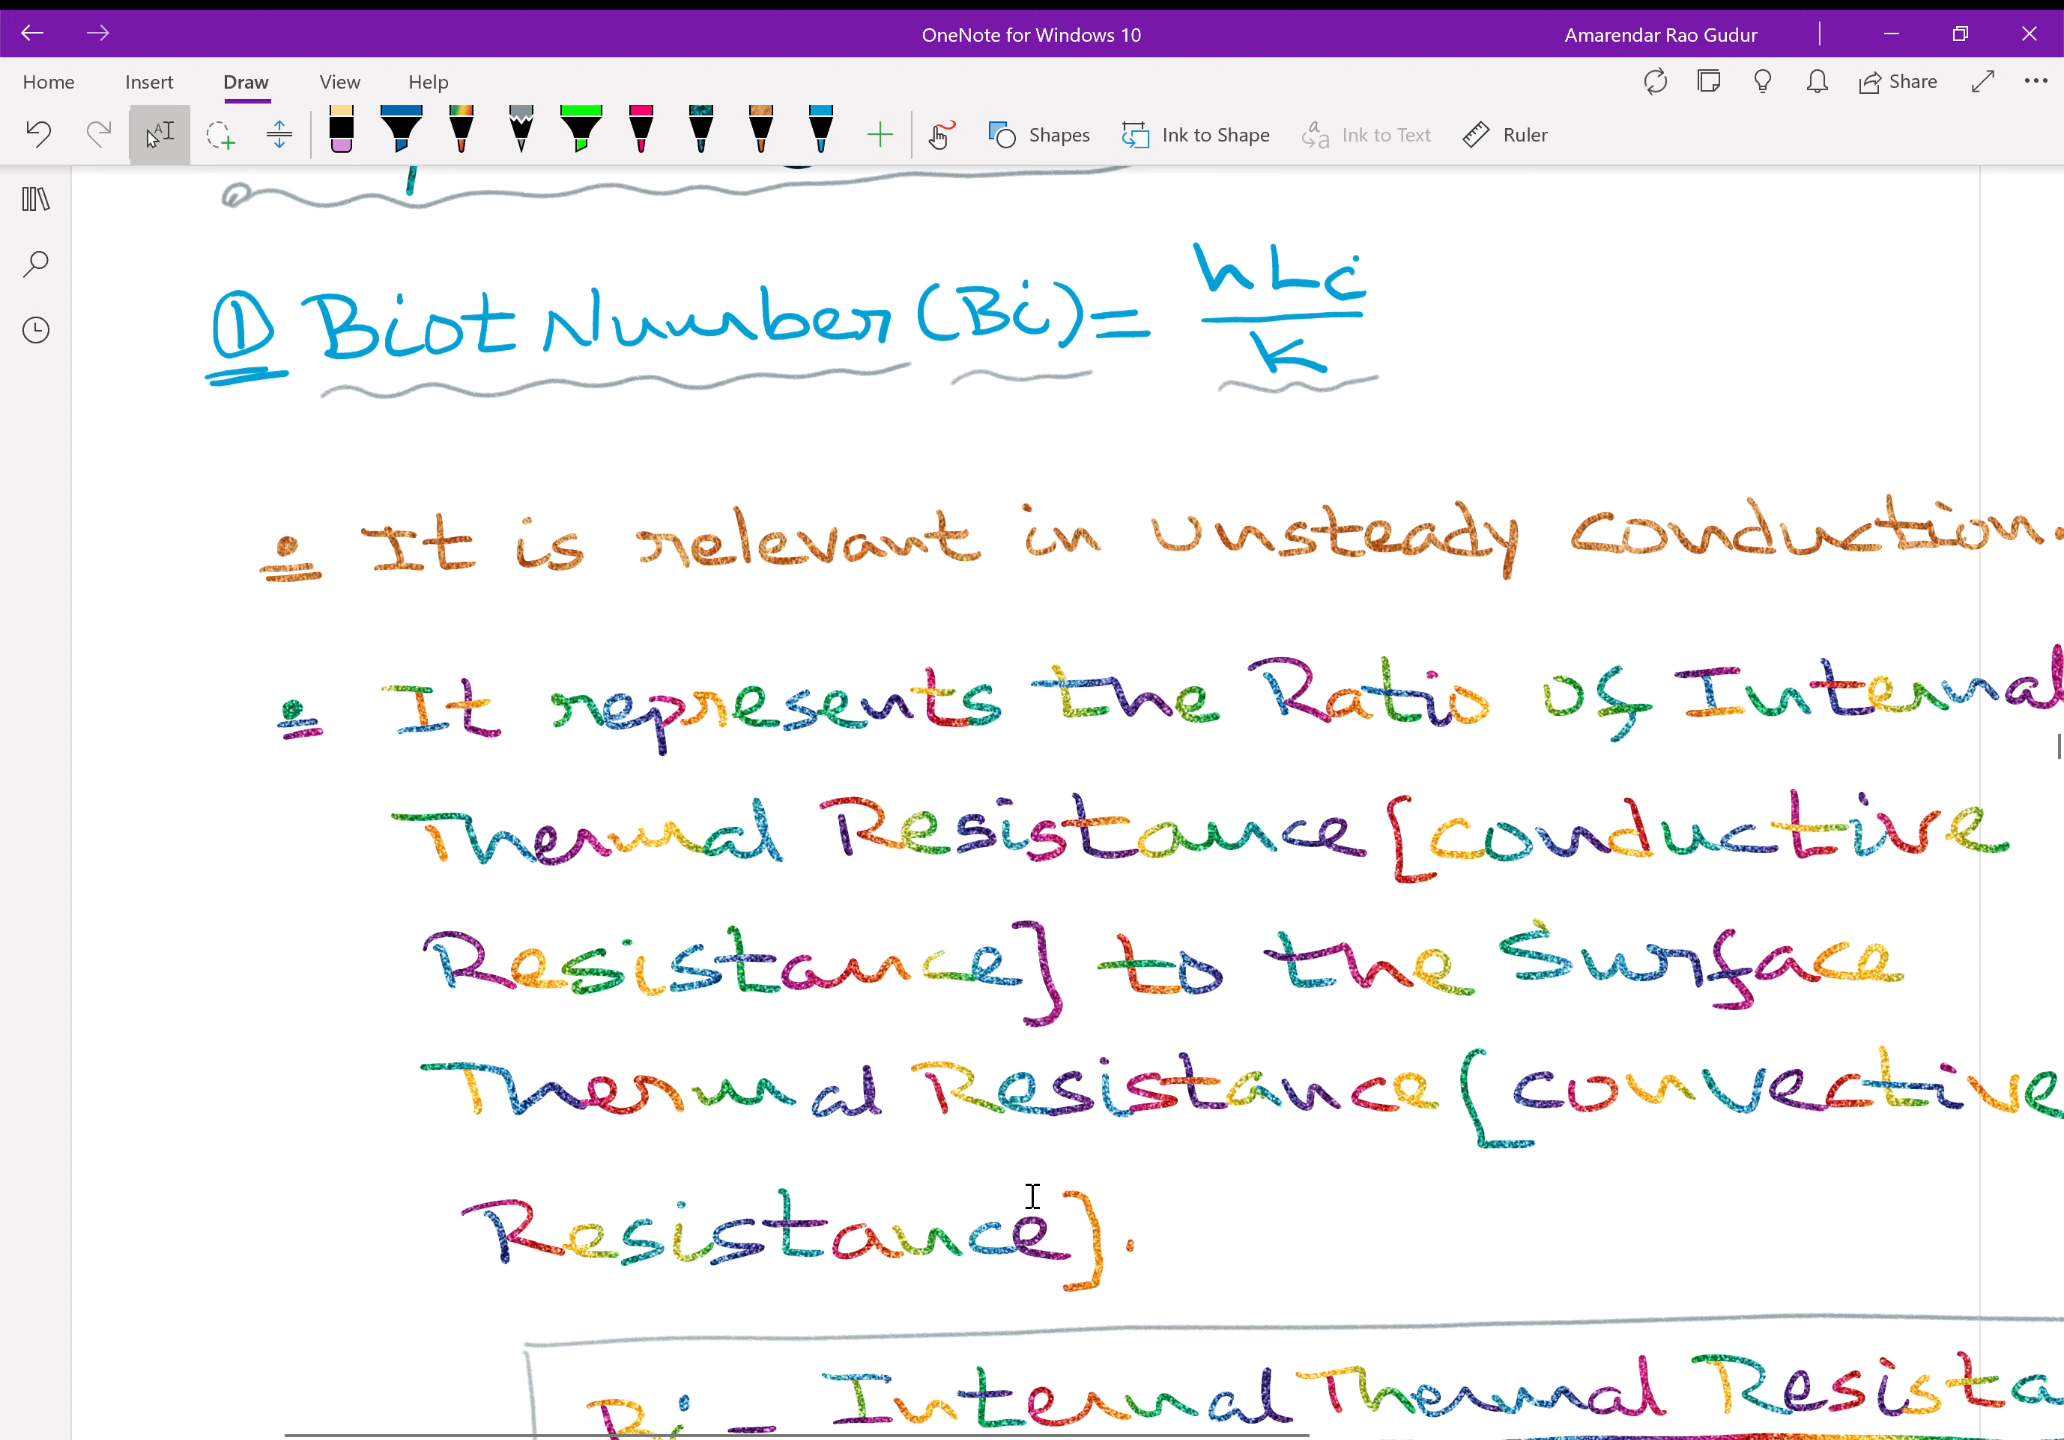 OneNote for Windows 10
Amarendar Rao Gudur
Home Insert Draw View Help
Share
Shapes Ink to Shape Ink to Text Ruler
① Biot Number (Bi) = hLc / k
It is relevant in Unsteady conduction.
It represents the Ratio of Internal
Thermal Resistance [conductive
Resistance] to the Surface
Thermal Resistance [convective
Resistance].
Bi = Internal Thermal Resista